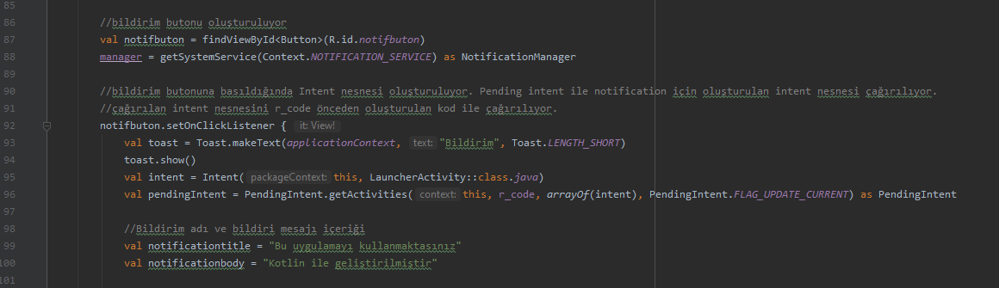 85
86 //bildirim butonu oluşturuluyor
87 val notifbuton = findViewById<Button>(R.id.notifbuton)
88 manager = getSystemService(Context.NOTIFICATION_SERVICE) as NotificationManager
89
90 //bildirim butonuna basıldığında Intent nesnesi oluşturuluyor. Pending intent ile notification için oluşturulan intent nesnesi çağırılıyor.
91 //çağırılan intent nesnesini r_code önceden oluşturulan kod ile çağırılıyor.
92 notifbuton.setOnClickListener { it: View!
93 val toast = Toast.makeText(applicationContext, text: "Bildirim", Toast.LENGTH_SHORT)
94 toast.show()
95 val intent = Intent( packageContext: this, LauncherActivity::class.java)
96 val pendingIntent = PendingIntent.getActivities( context: this, r_code, arrayOf(intent), PendingIntent.FLAG_UPDATE_CURRENT) as PendingIntent
97
98 //Bildirim adı ve bildiri mesajı içeriği
99 val notificationtitle = "Bu uygulamayı kullanmaktasınız"
100 val notificationbody = "Kotlin ile geliştirilmiştir"
101